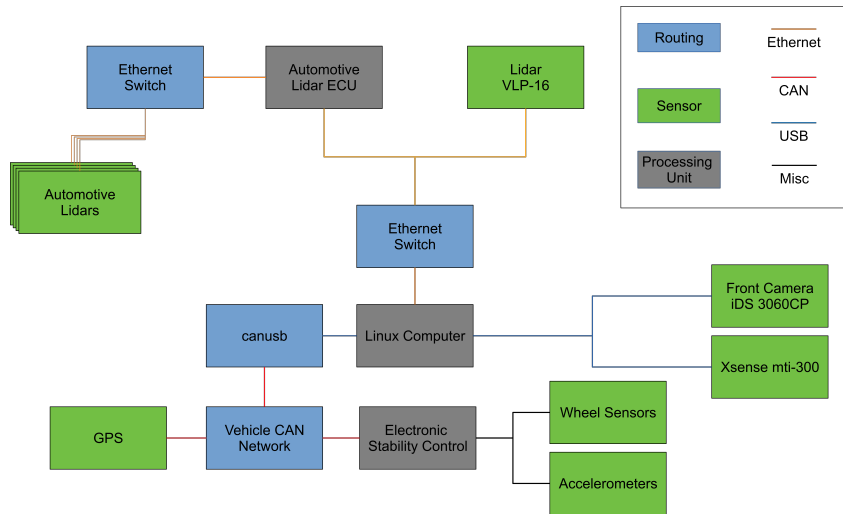 Ethernet
Switch
Automotive
Lidar ECU
Lidar
VLP-16
Routing
Ethernet
Sensor
CAN
USB
Processing
Unit
Misc
Automotive
Lidars
Ethernet
Switch
Front Camera
iDS 3060CP
canusb
Linux Computer
Xsense mti-300
GPS
Vehicle CAN
Network
Electronic
Stability Control
Wheel Sensors
Accelerometers